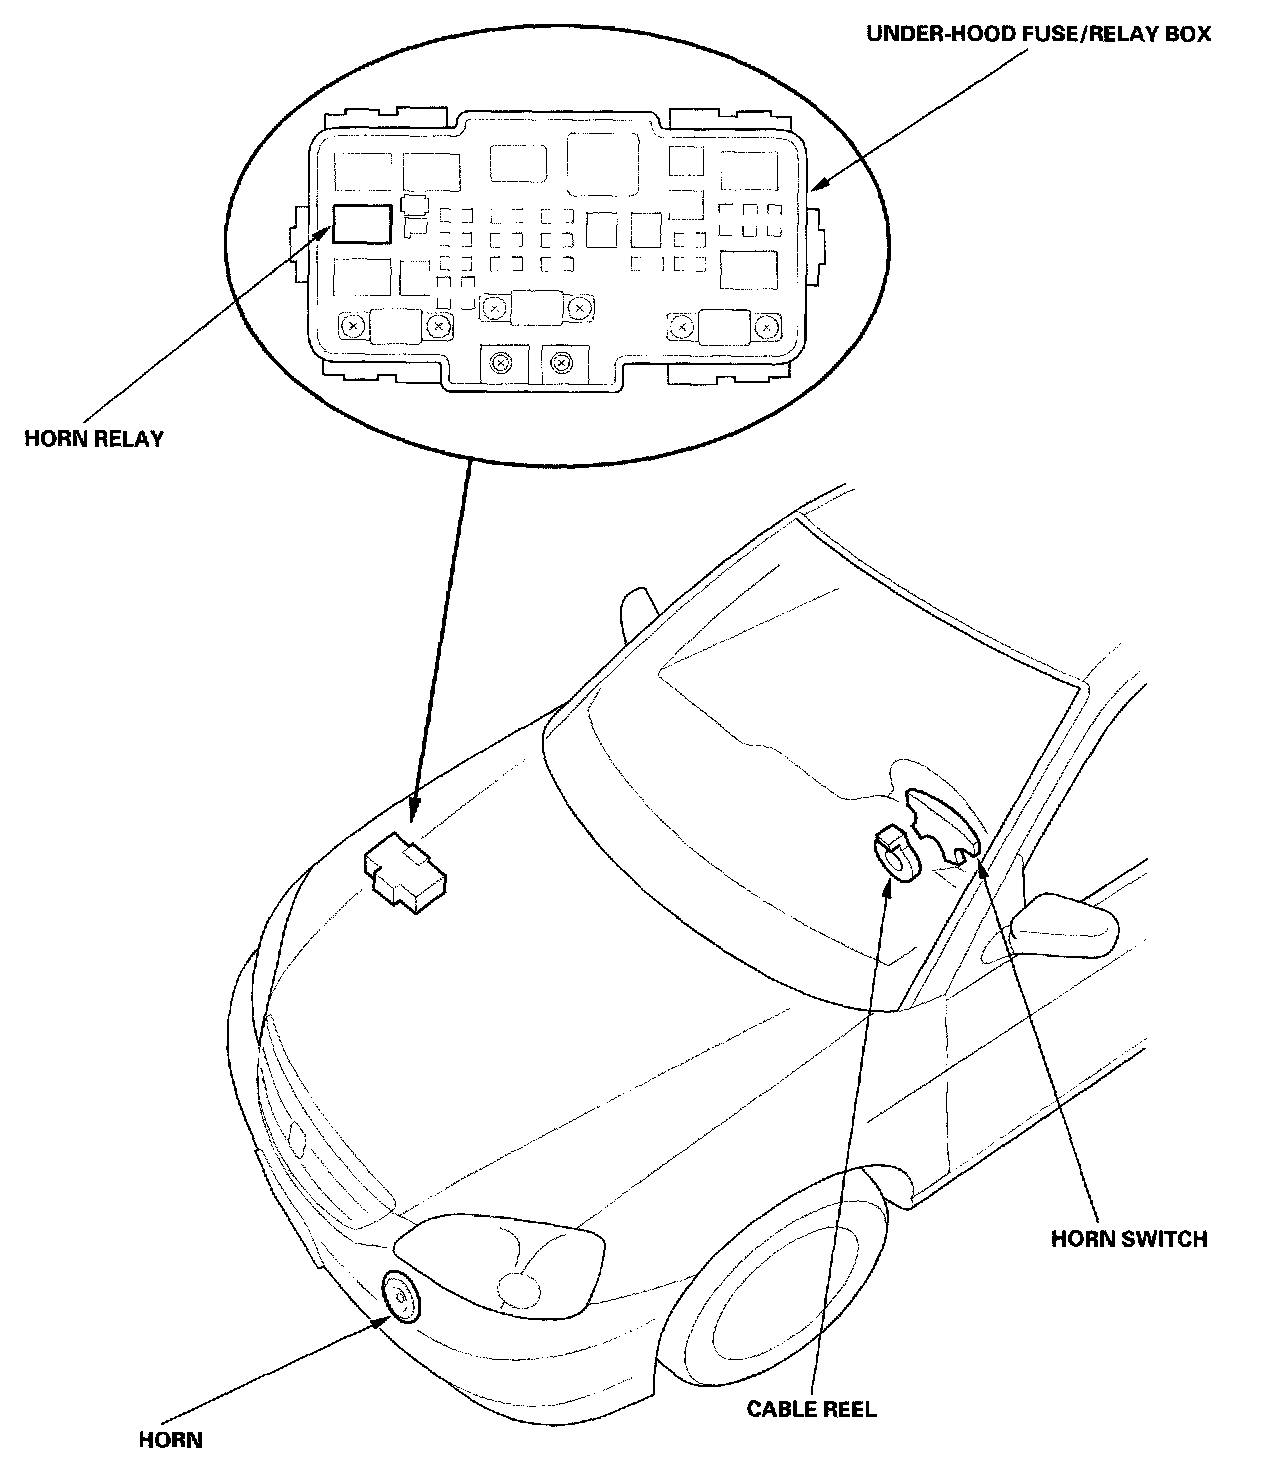 UNDER-HOOD FUSE/RELAY BOX
HORN RELAY
HORN SWITCH
CABLE REEL
HORN